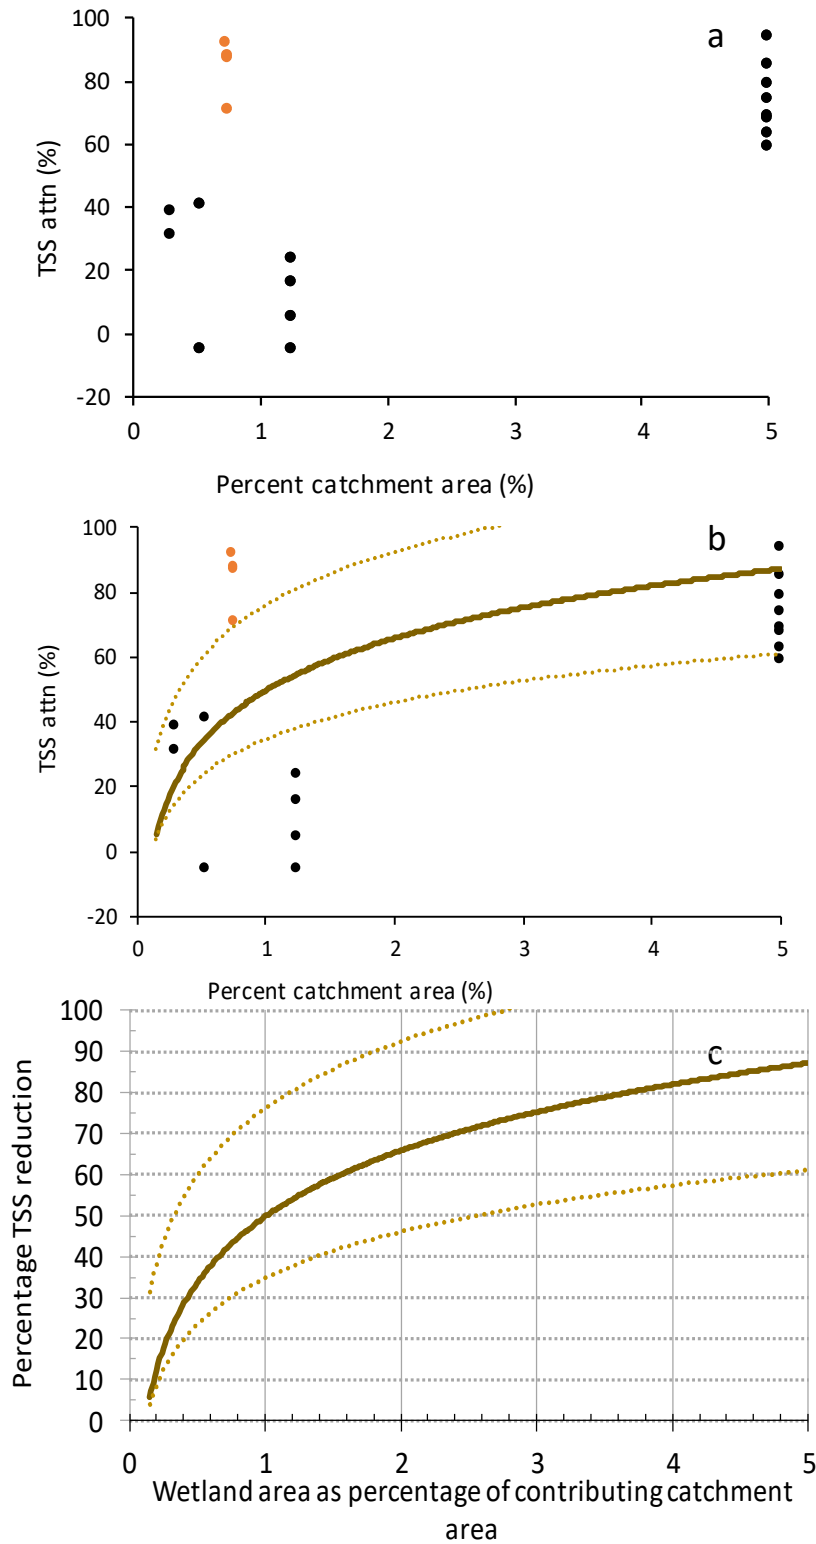 100
80
60
40
20
0
-20
TSS attn (%)
a
0 1 2 3 4 5
Percent catchment area (%)
100
80
60
40
20
0
-20
TSS attn (%)
b
0 1 2 3 4 5
Percent catchment area (%)
100
90
80
70
60
50
40
30
20
10
0
Percentage TSS reduction
c
0 1 2 3 4 5
Wetland area as percentage of contributing catchment
area